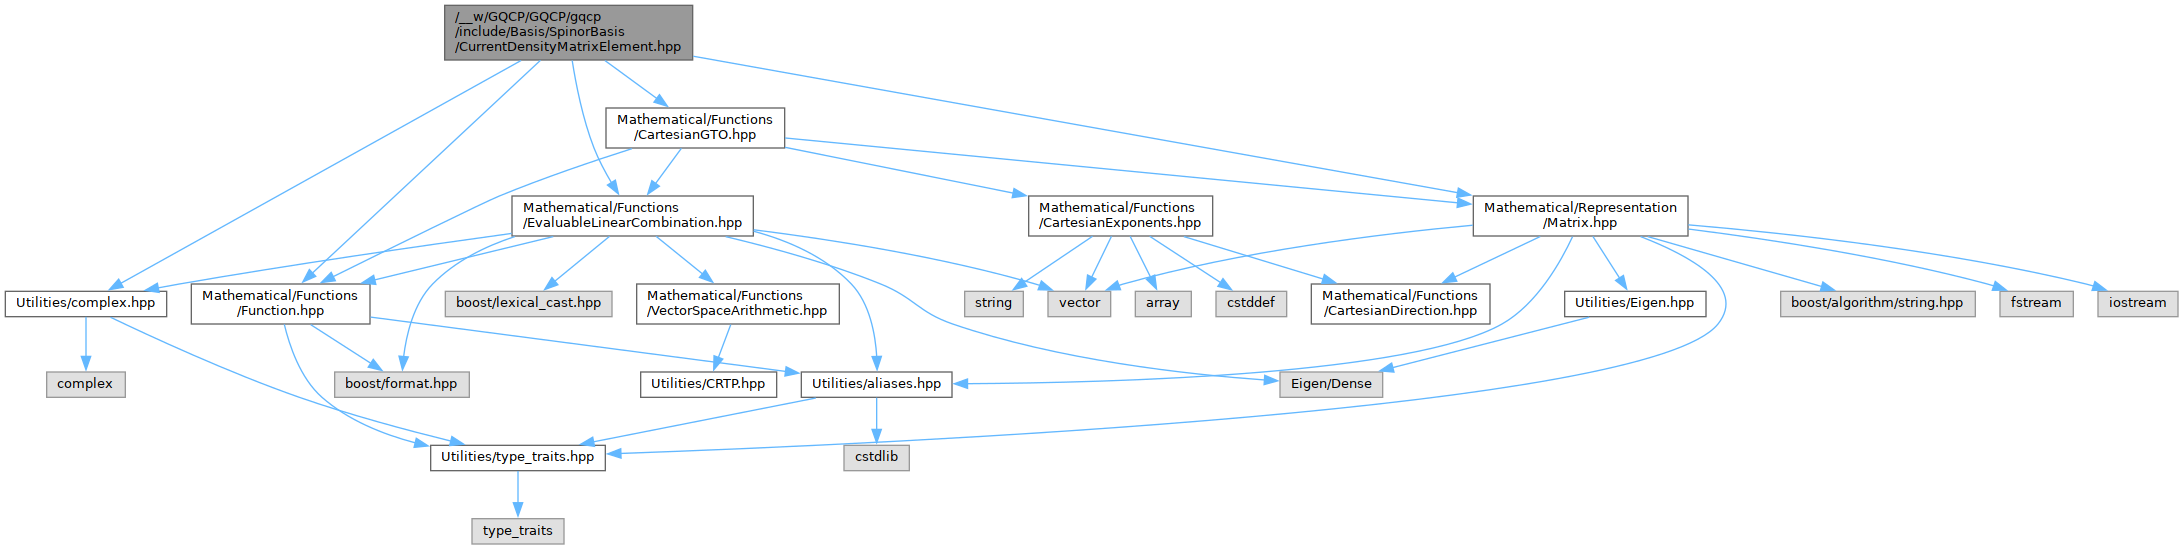 /__w/GQCP/GQCP/gqcp
/include/Basis/SpinorBasis
/CurrentDensityMatrixElement.hpp
Mathematical/Functions
/CartesianGTO.hpp
Mathematical/Functions
/EvaluableLinearCombination.hpp
Mathematical/Functions
/CartesianExponents.hpp
Mathematical/Representation
/Matrix.hpp
Utilities/complex.hpp
Mathematical/Functions
/Function.hpp
boost/lexical_cast.hpp
Mathematical/Functions
/VectorSpaceArithmetic.hpp
string
vector
array
cstddef
Mathematical/Functions
/CartesianDirection.hpp
Utilities/Eigen.hpp
boost/algorithm/string.hpp
fstream
iostream
complex
boost/format.hpp
Utilities/CRTP.hpp
Utilities/aliases.hpp
Eigen/Dense
Utilities/type_traits.hpp
cstdlib
type_traits